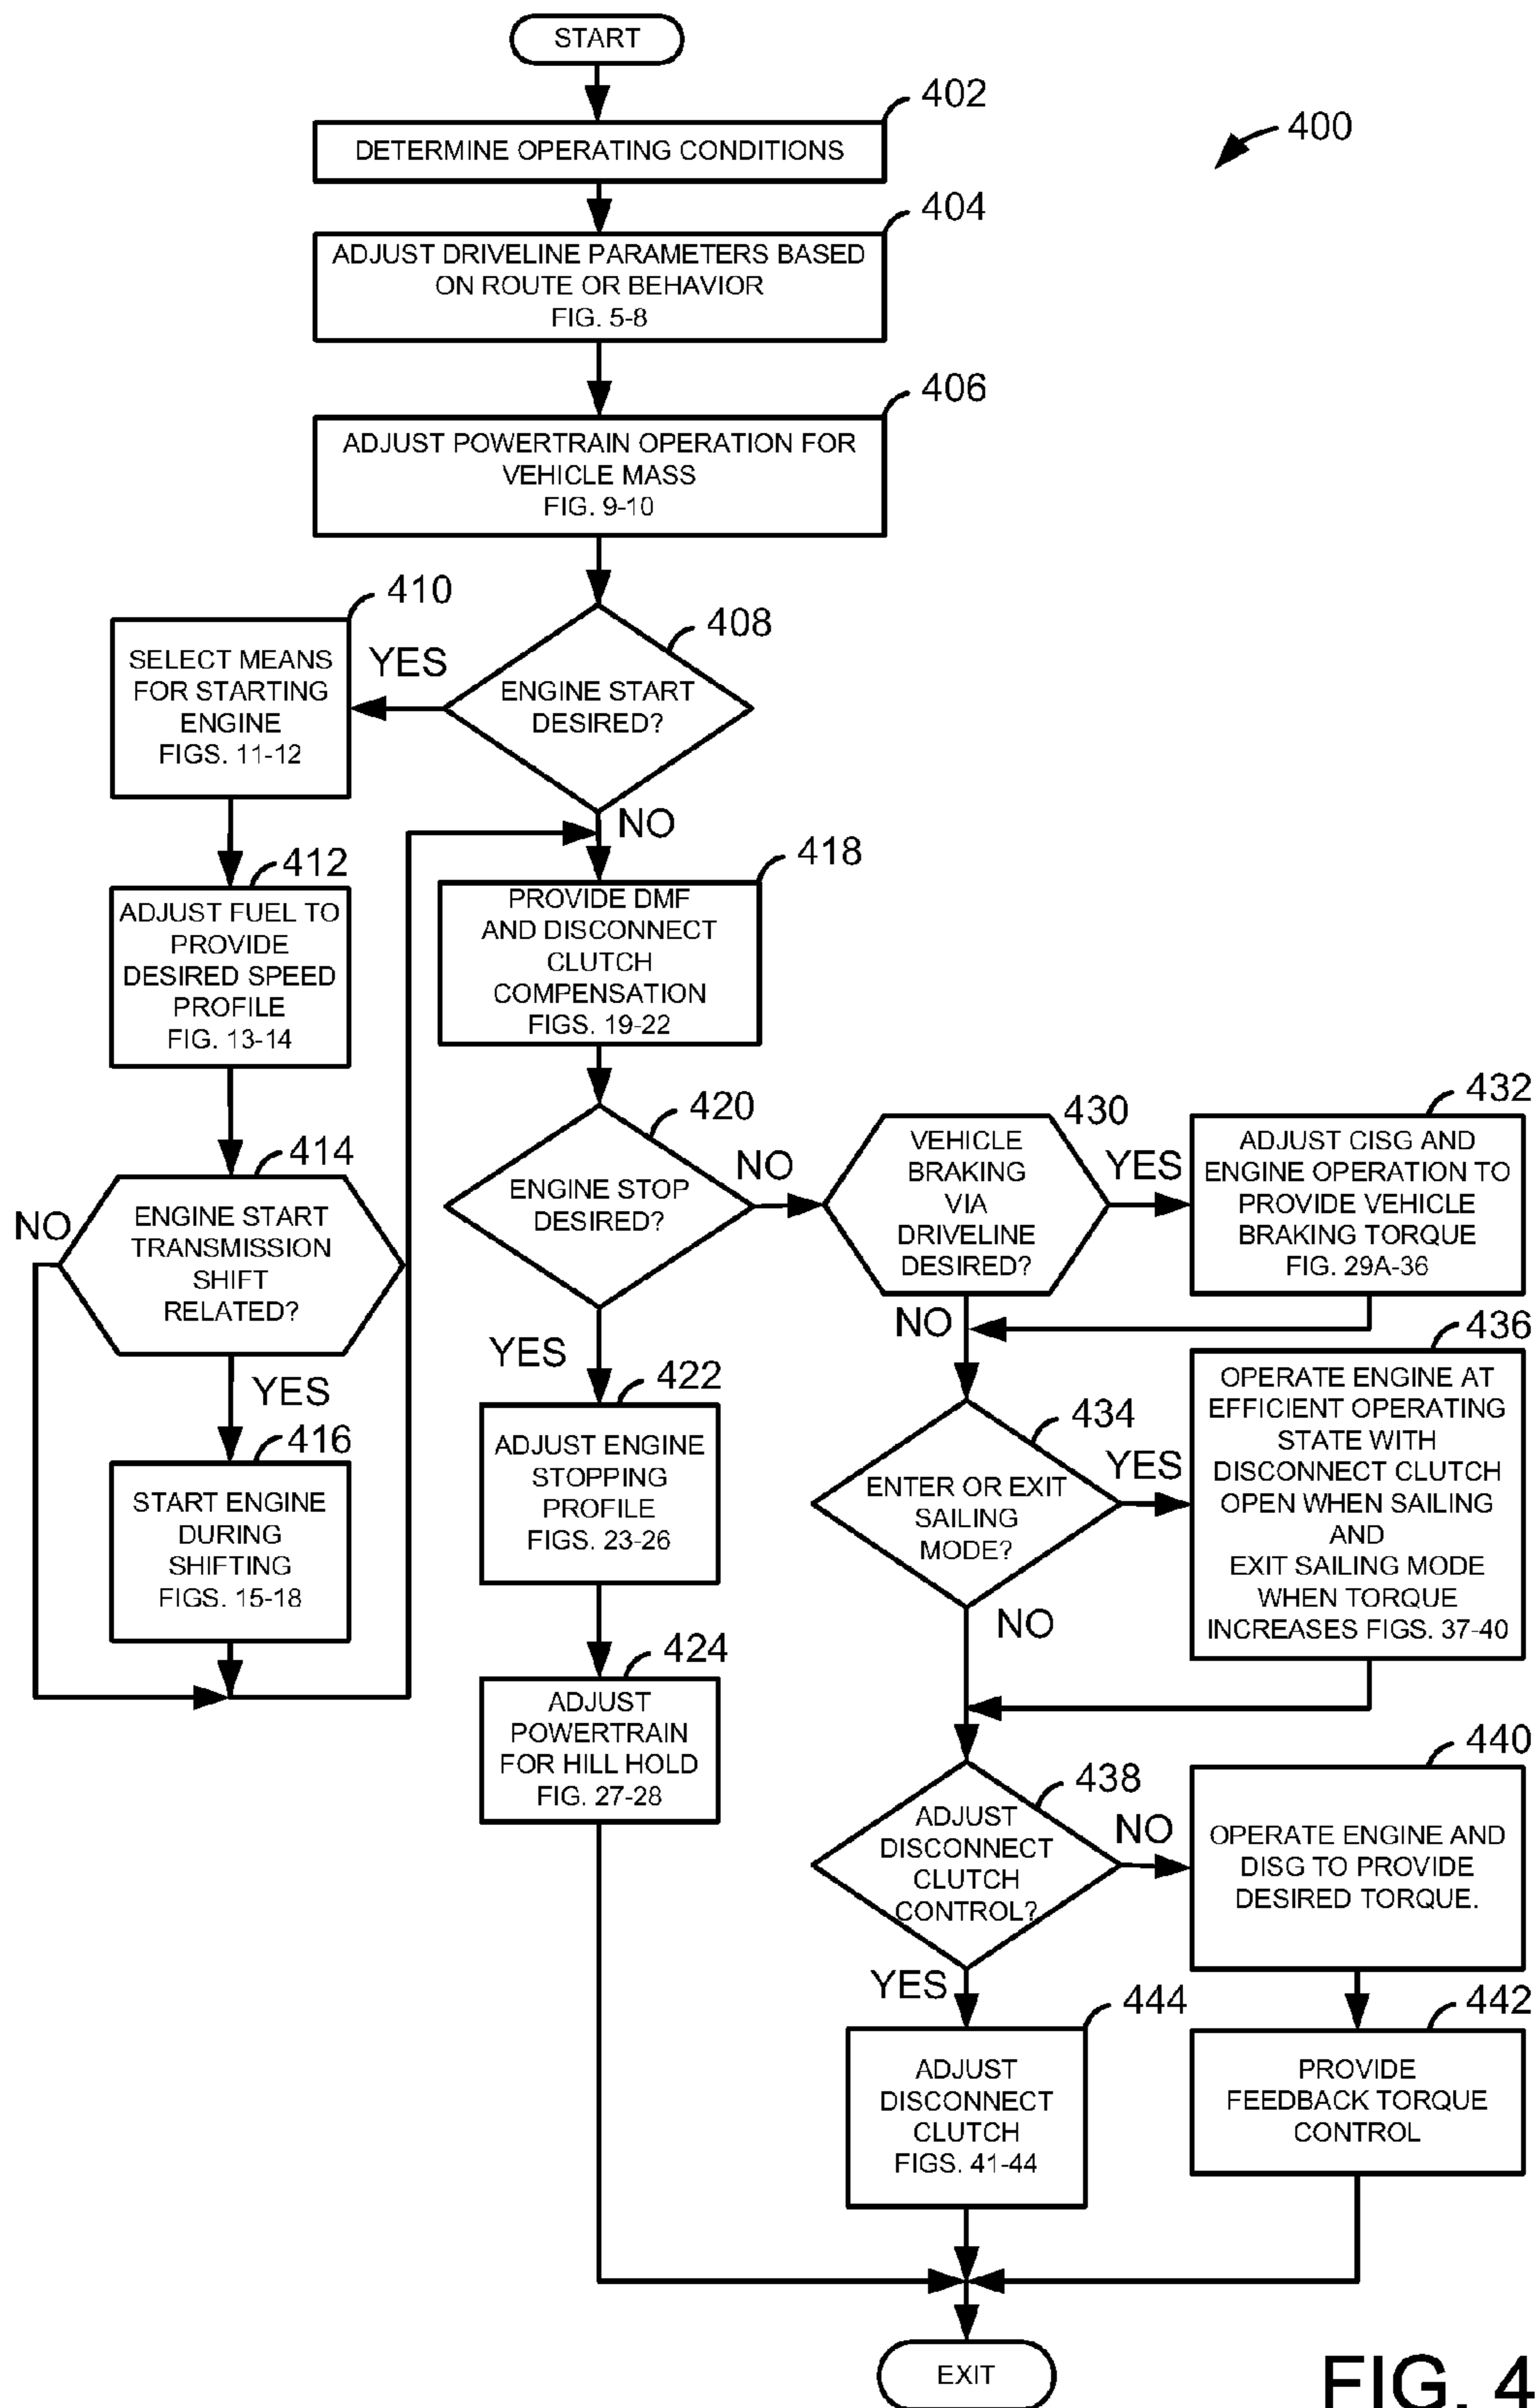 START
402
400
DETERMINE OPERATING CONDITIONS
404
ADJUST DRIVELINE PARAMETERS BASED
ON ROUTE OR BEHAVIOR
FIG. 5-8
406
ADJUST POWERTRAIN OPERATION FOR
VEHICLE MASS
FIG. 9-10
408
ENGINE START
DESIRED?
YES
NO
410
SELECT MEANS
FOR STARTING
ENGINE
FIGS. 11-12
412
ADJUST FUEL TO
PROVIDE
DESIRED SPEED
PROFILE
FIG. 13-14
414
ENGINE START
TRANSMISSION
SHIFT
RELATED?
NO
YES
416
START ENGINE
DURING
SHIFTING
FIGS. 15-18
418
PROVIDE DMF
AND DISCONNECT
CLUTCH
COMPENSATION
FIGS. 19-22
420
ENGINE STOP
DESIRED?
NO
YES
422
ADJUST ENGINE
STOPPING
PROFILE
FIGS. 23-26
424
ADJUST
POWERTRAIN
FOR HILL HOLD
FIG. 27-28
430
VEHICLE
BRAKING
VIA
DRIVELINE
DESIRED?
YES
NO
432
ADJUST CISG AND
ENGINE OPERATION TO
PROVIDE VEHICLE
BRAKING TORQUE
FIG. 29A-36
434
ENTER OR EXIT
SAILING
MODE?
YES
NO
436
OPERATE ENGINE AT
EFFICIENT OPERATING
STATE WITH
DISCONNECT CLUTCH
OPEN WHEN SAILING
AND
EXIT SAILING MODE
WHEN TORQUE
INCREASES FIGS. 37-40
438
ADJUST
DISCONNECT
CLUTCH
CONTROL?
NO
YES
440
OPERATE ENGINE AND
DISG TO PROVIDE
DESIRED TORQUE.
442
PROVIDE
FEEDBACK TORQUE
CONTROL
444
ADJUST
DISCONNECT
CLUTCH
FIGS. 41-44
EXIT
FIG. 4